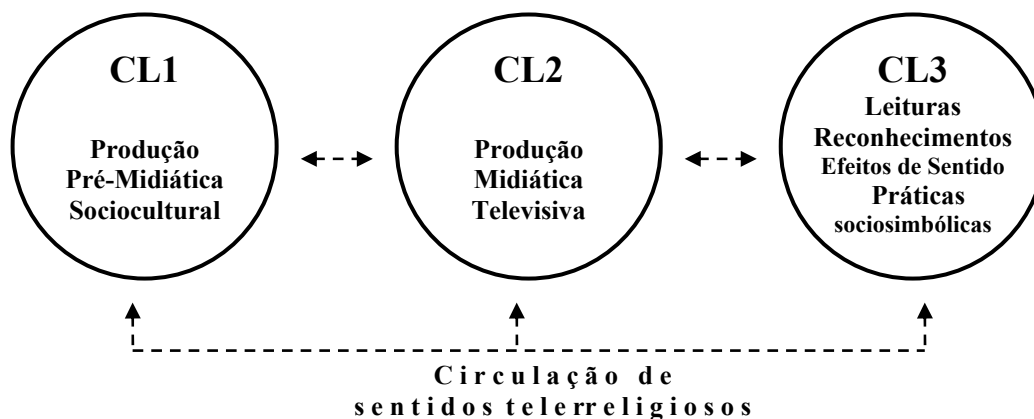 CL1
Produção
Pré-Midiática
Sociocultural
CL2
Produção
Midiática
Televisiva
CL3
Leituras
Reconhecimentos
Efeitos de Sentido
Práticas
sociosimbólicas
Circulação de
sentidos telerreligiosos